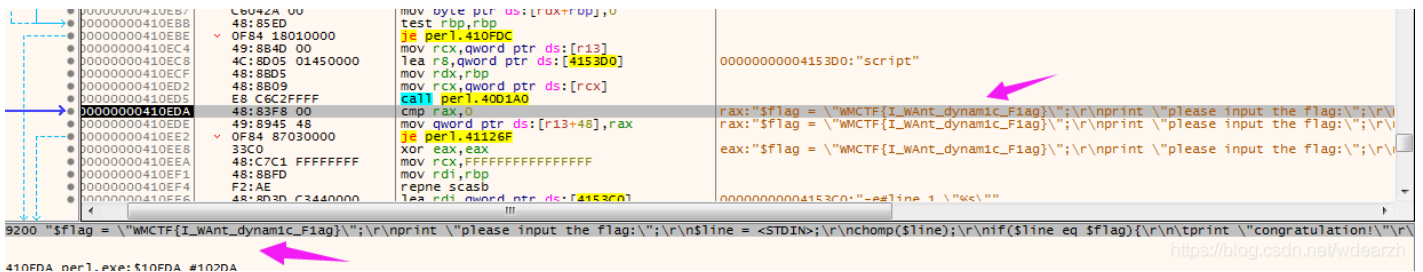 00000000410EB7 C6042A 00 mov byte ptr ds:[rdx+rbp],0
00000000410EBB 48:85ED test rbp,rbp
00000000410EBE 0F84 18010000 je perl.410FDC
00000000410EC4 49:8B4D 00 mov rcx,qword ptr ds:[r13]
00000000410EC8 4C:8D05 01450000 lea r8,qword ptr ds:[4153D0] 00000000004153D0:"script"
00000000410ECF 48:8BD5 mov rdx,rbp
00000000410ED2 48:8B09 mov rcx,qword ptr ds:[rcx]
00000000410ED5 E8 C6C2FFFF call perl.40D1A0
00000000410EDA 48:83F8 00 cmp rax,0 rax:"$flag = \"WMCTF{I_WAnt_dynam1c_F1ag}\";\r\nprint \"please input the flag:\";\r\
00000000410EDE 49:8945 48 mov qword ptr ds:[r13+48],rax rax:"$flag = \"WMCTF{I_WAnt_dynam1c_F1ag}\";\r\nprint \"please input the flag:\";\r\
00000000410EE2 0F84 87030000 je perl.41126F
00000000410EE8 33C0 xor eax,eax eax:"$flag = \"WMCTF{I_WAnt_dynam1c_F1ag}\";\r\nprint \"please input the flag:\";\r\
00000000410EEA 48:C7C1 FFFFFFFF mov rcx,FFFFFFFFFFFFFFFF
00000000410EF1 48:8BFD mov rdi,rbp
00000000410EF4 F2:AE repne scasb
00000000410EF6 48:8D3D C3440000 lea rdi,qword ptr ds:[4153C0] 00000000004153C0:"-e#line 1 \"%s\""
9200 "$flag = \"WMCTF{I_WAnt_dynam1c_F1ag}\";\r\nprint \"please input the flag:\";\r\n$line = <STDIN>;\r\nchomp($line);\r\nif($line eq $flag){\r\n\tprint \"congratulation!\"\r\
https://blog.csdn.net/wdearzh
410EDA perl.exe:$10EDA #102DA